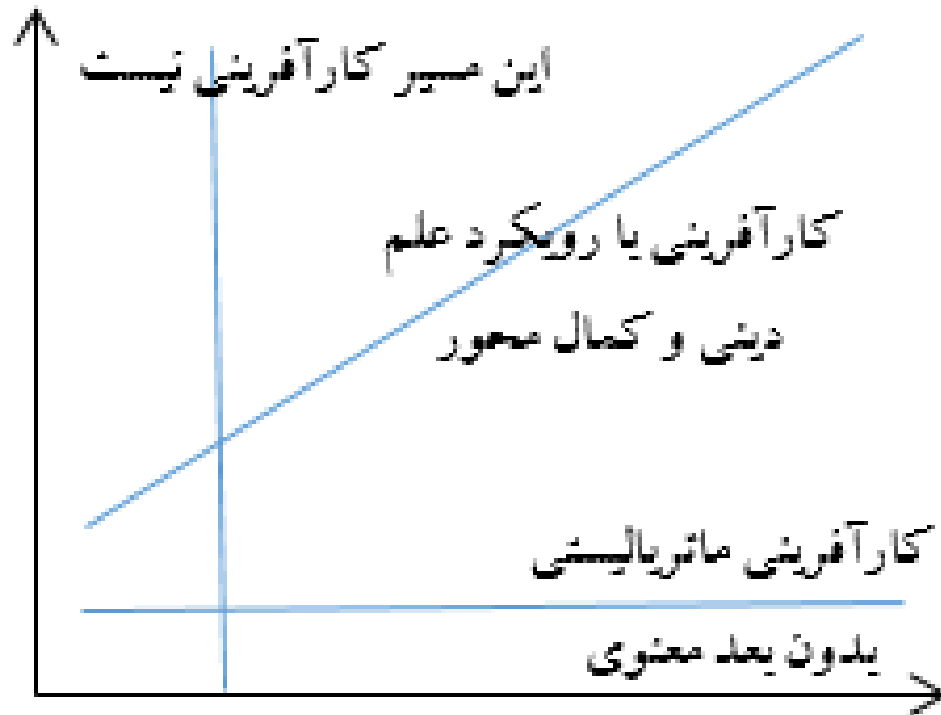 این مسیر کارآفرینی نیست
کارآفرینی با رویکرد علم
دینی و کمال محور
کارآفرینی ماتریالیستی
بدون بعد معنوی